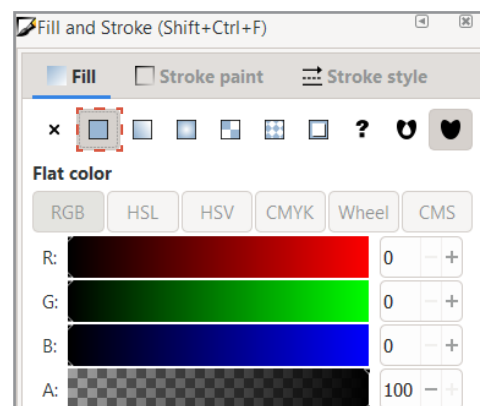 Fill and Stroke (Shift+Ctrl+F)
Fill Stroke paint Stroke style
× ?
Flat color
RGB HSL HSV CMYK Wheel CMS
R: 0 − +
G: 0 − +
B: 0 − +
A: 100 − +